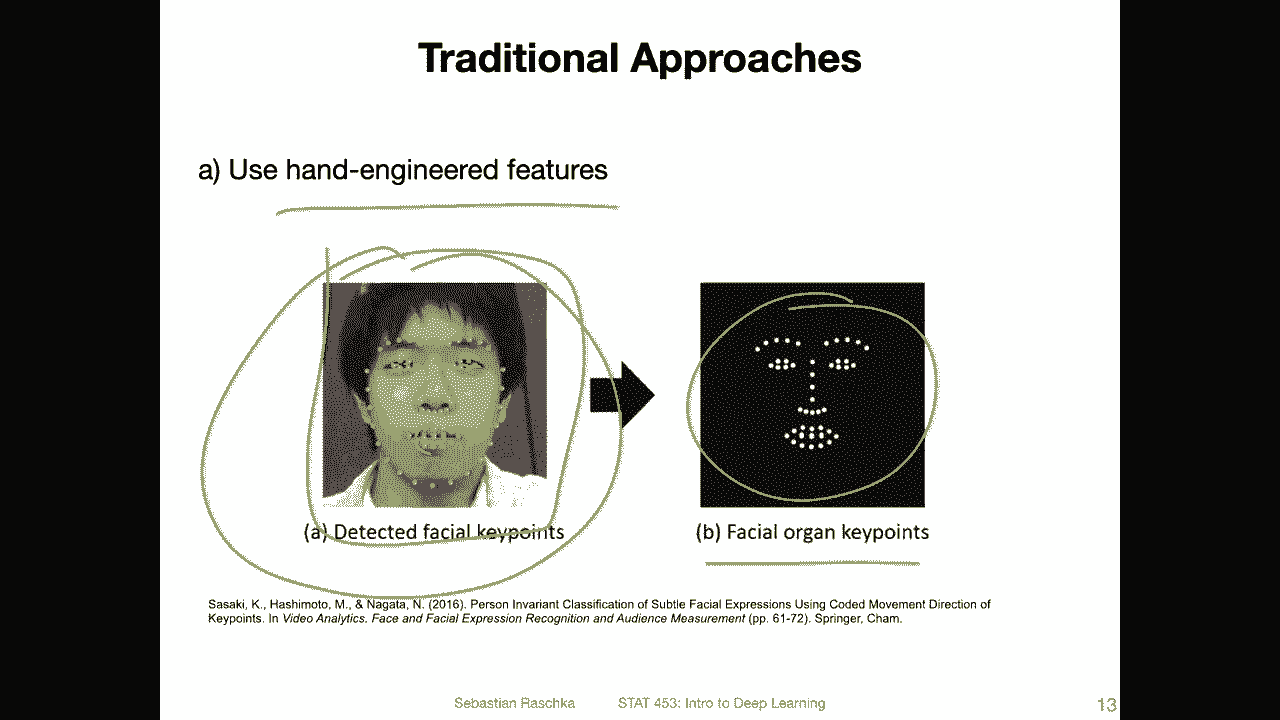 Traditional Approaches
a) Use hand-engineered features
(a) Detected facial keypoints
(b) Facial organ keypoints
Sasaki, K., Hashimoto, M., & Nagata, N. (2016). Person Invariant Classification of Subtle Facial Expressions Using Coded Movement Direction of
Keypoints. In Video Analytics. Face and Facial Expression Recognition and Audience Measurement (pp. 61-72). Springer, Cham.
Sebastian Raschka STAT 453: Intro to Deep Learning 13